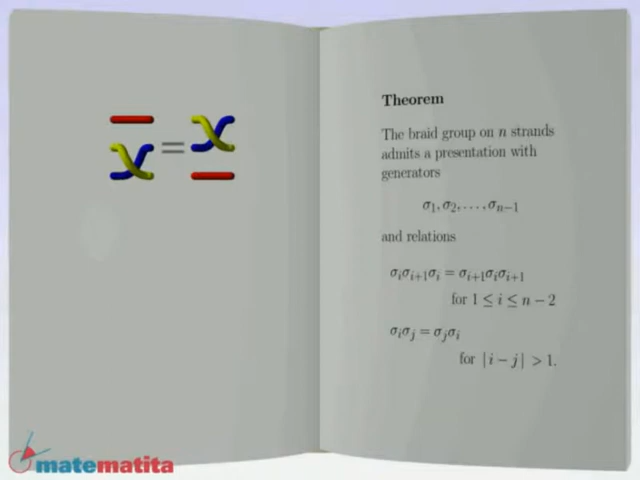 =
Theorem
The braid group on n strands
admits a presentation with
generators
σ₁, σ₂, . . . , σₙ₋₁
and relations
σᵢσᵢ₊₁σᵢ = σᵢ₊₁σᵢσᵢ₊₁
for 1 ≤ i ≤ n − 2
σᵢσⱼ = σⱼσᵢ
for |i − j| > 1.
matematita